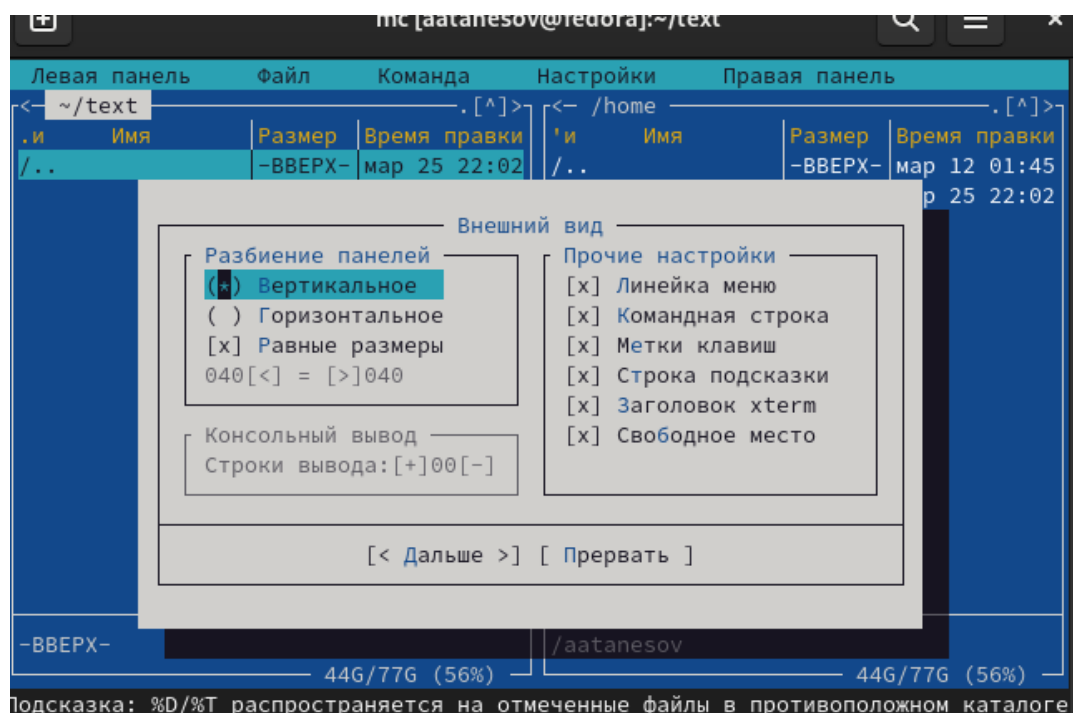 mc [aatanesov@fedora]:~/text
Левая панель Файл Команда Настройки Правая панель
<─ ~/text .[^]> <─ /home .[^]>
.и Имя Размер Время правки 'и Имя Размер Время правки
/.. -ВВЕРХ- мар 25 22:02 /.. -ВВЕРХ- мар 12 01:45
р 25 22:02
Внешний вид
Разбиение панелей Прочие настройки
(*) Вертикальное [x] Линейка меню
( ) Горизонтальное [x] Командная строка
[x] Равные размеры [x] Метки клавиш
040[<] = [>]040 [x] Строка подсказки
[x] Заголовок xterm
Консольный вывод [x] Свободное место
Строки вывода:[+]00[-]
[< Дальше >] [ Прервать ]
-ВВЕРХ- /aatanesov
44G/77G (56%) 44G/77G (56%)
Подсказка: %D/%T распространяется на отмеченные файлы в противоположном каталоге